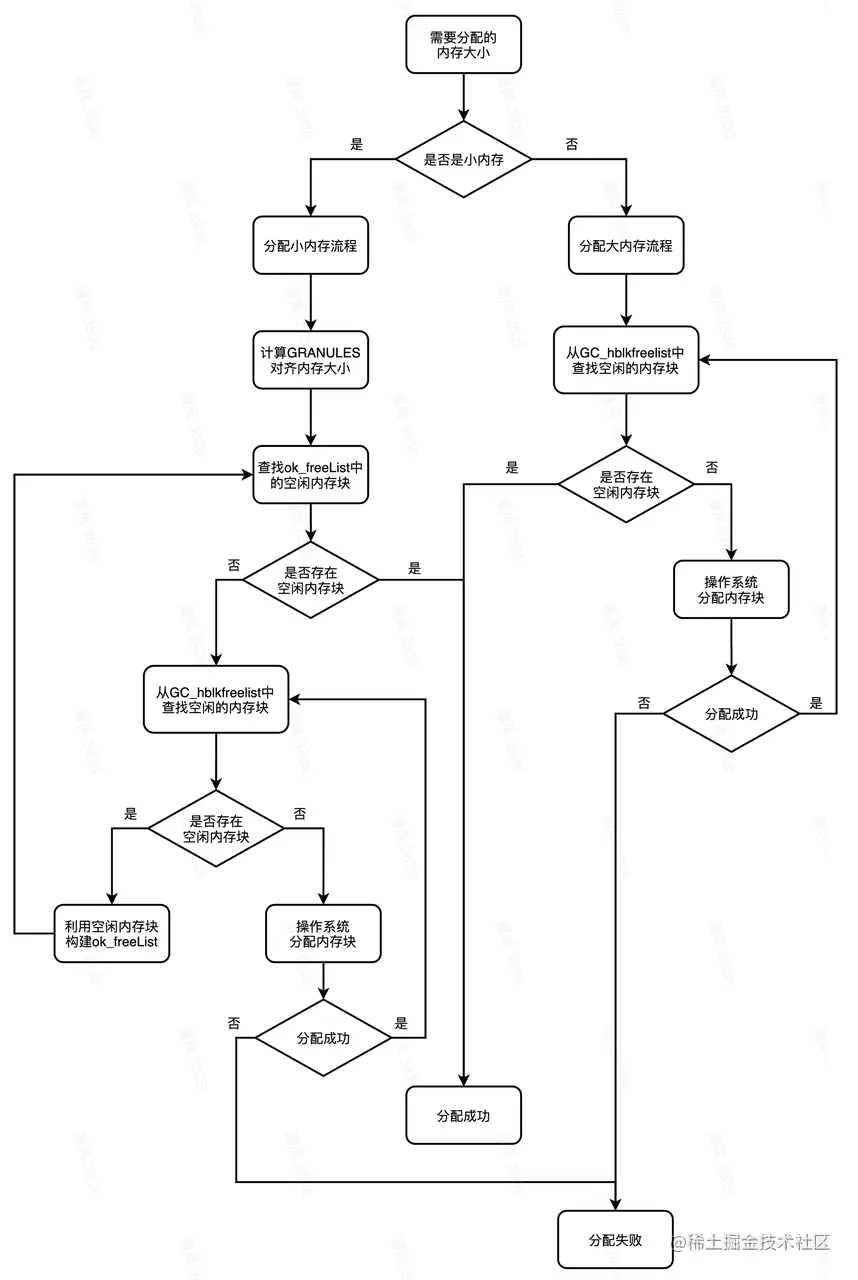 需要分配的
内存大小
是
否
是否是小内存
分配小内存流程
分配大内存流程
计算GRANULES
对齐内存大小
从GC_hblkfreelist中
查找空闲的内存块
查找ok_freeList中
的空闲内存块
是
否
是否存在
空闲内存块
否
是
是否存在
空闲内存块
操作系统
分配内存块
从GC_hblkfreelist中
查找空闲的内存块
否
是
分配成功
是
否
是否存在
空闲内存块
利用空闲内存块
构建ok_freeList
操作系统
分配内存块
否
是
分配成功
分配成功
分配失败
@稀土掘金技术社区